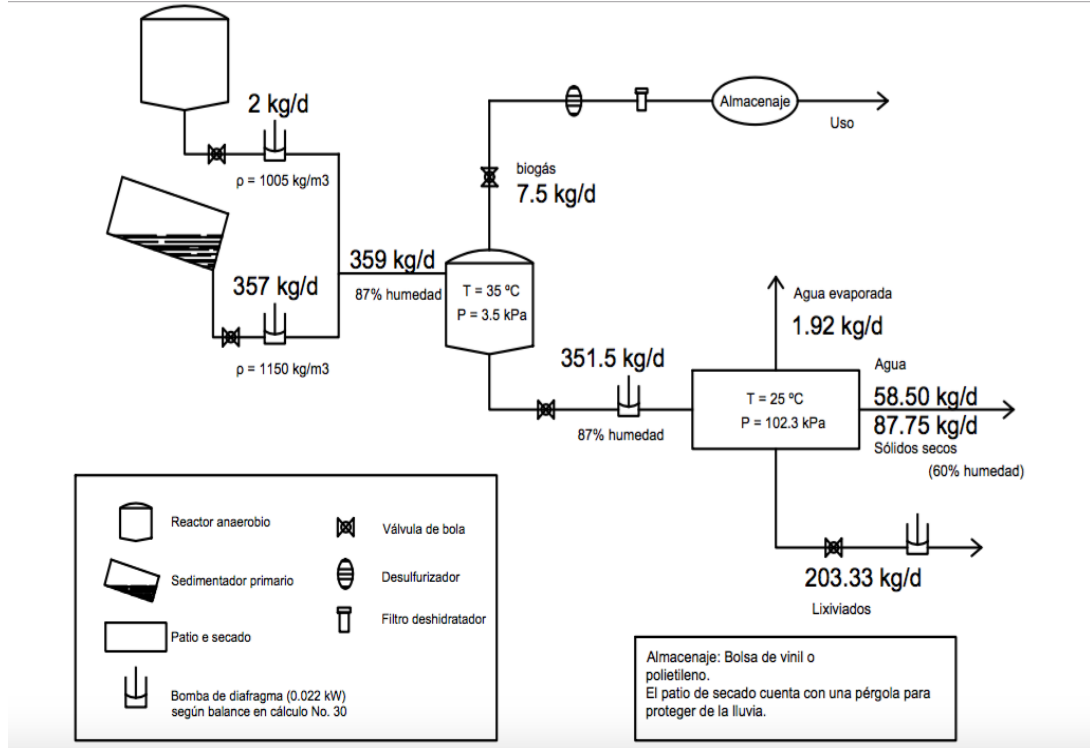 2 kg/d
ρ = 1005 kg/m3
357 kg/d
ρ = 1150 kg/m3
359 kg/d
87% humedad
biogás
7.5 kg/d
Almacenaje
Uso
T = 35 ºC
P = 3.5 kPa
351.5 kg/d
87% humedad
Agua evaporada
1.92 kg/d
T = 25 ºC
P = 102.3 kPa
Agua
58.50 kg/d
87.75 kg/d
Sólidos secos
(60% humedad)
203.33 kg/d
Lixiviados
Reactor anaerobio
Sedimentador primario
Patio e secado
Bomba de diafragma (0.022 kW)
según balance en cálculo No. 30
Válvula de bola
Desulfurizador
Filtro deshidratador
Almacenaje: Bolsa de vinil o
polietileno.
El patio de secado cuenta con una pérgola para
proteger de la lluvia.